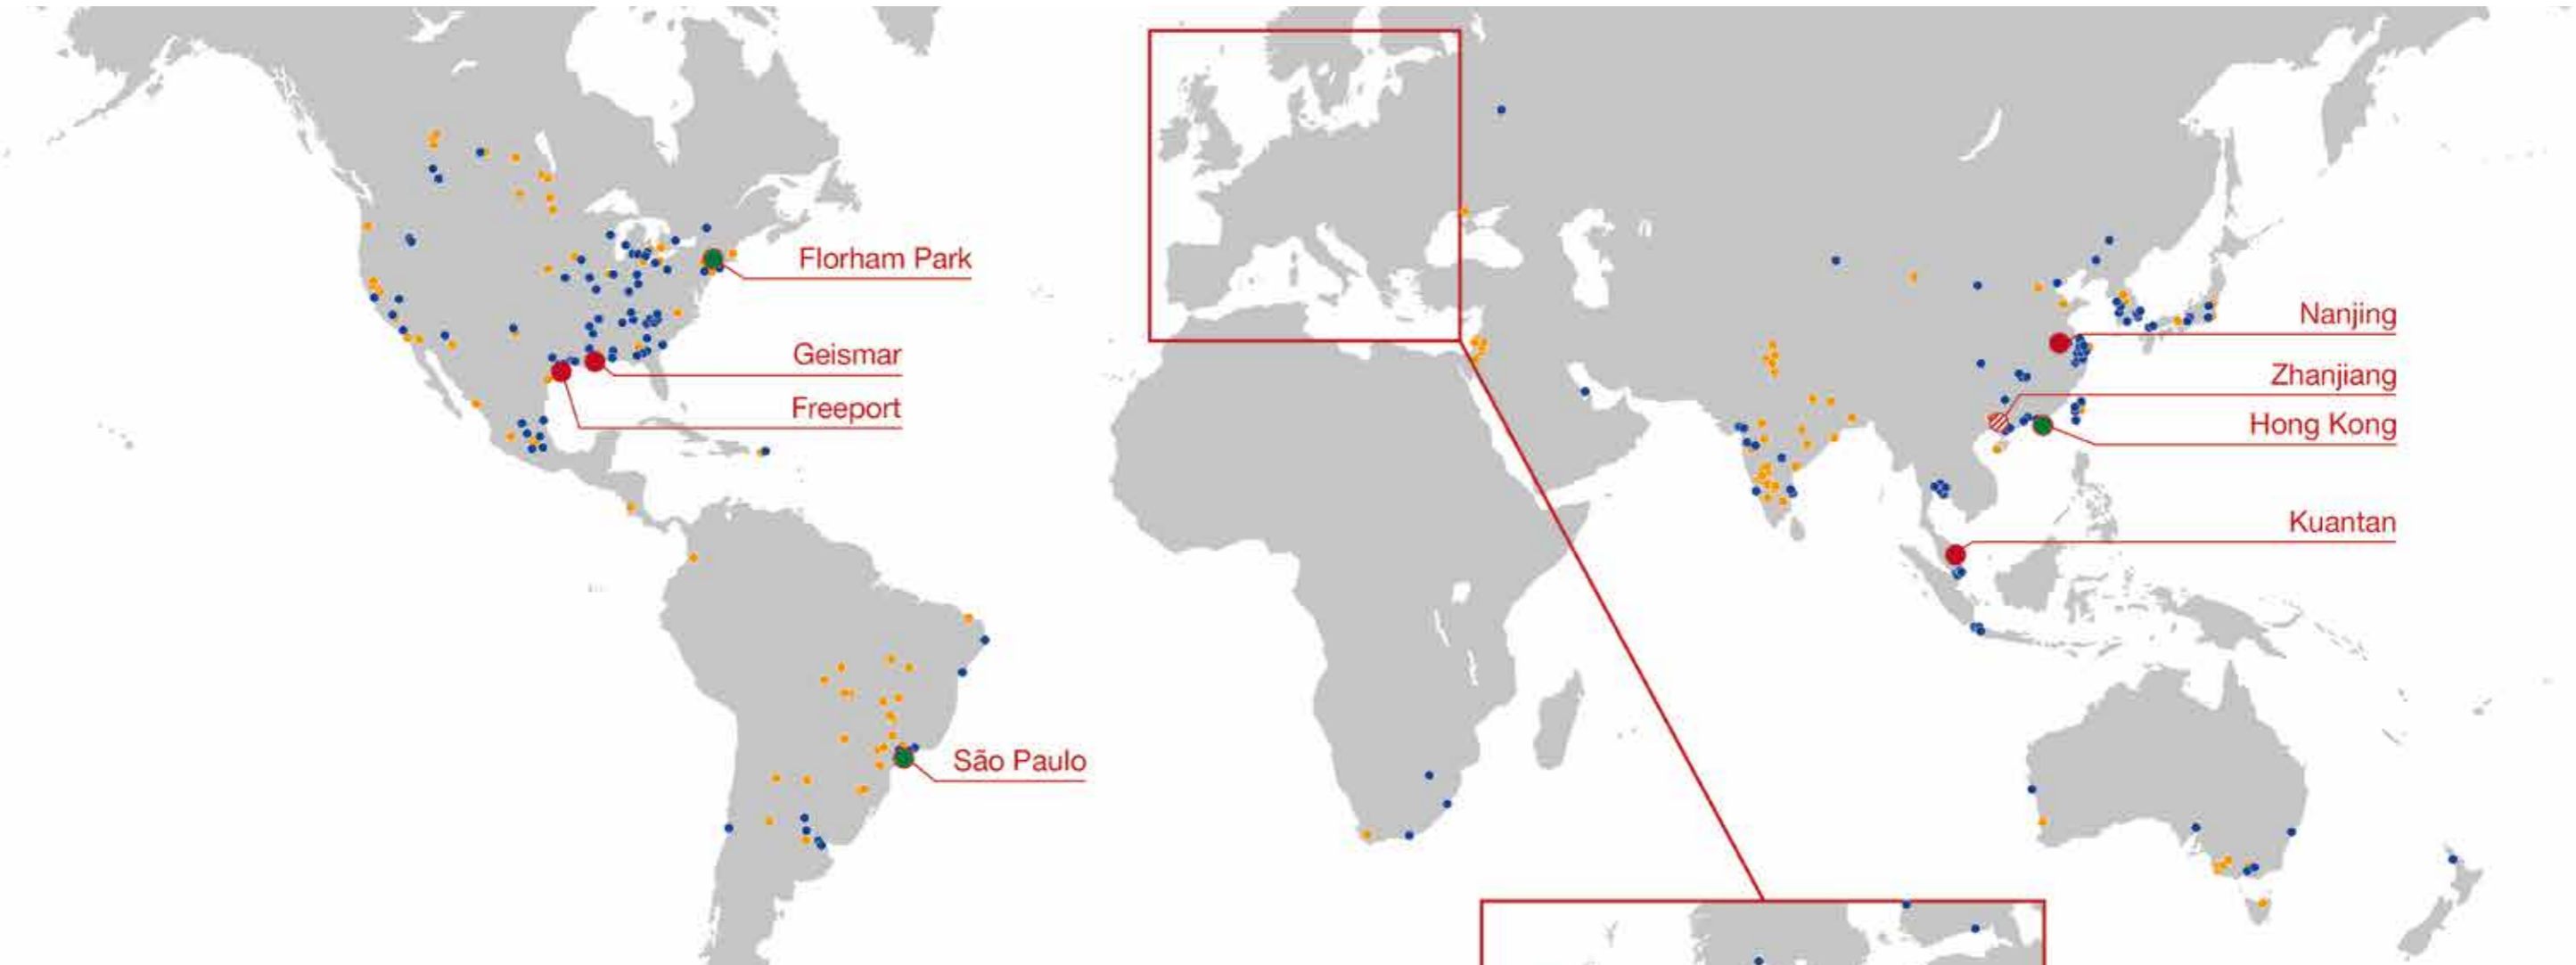 Florham Park
Geismar
Freeport
São Paulo
Nanjing
Zhanjiang
Hong Kong
Kuantan